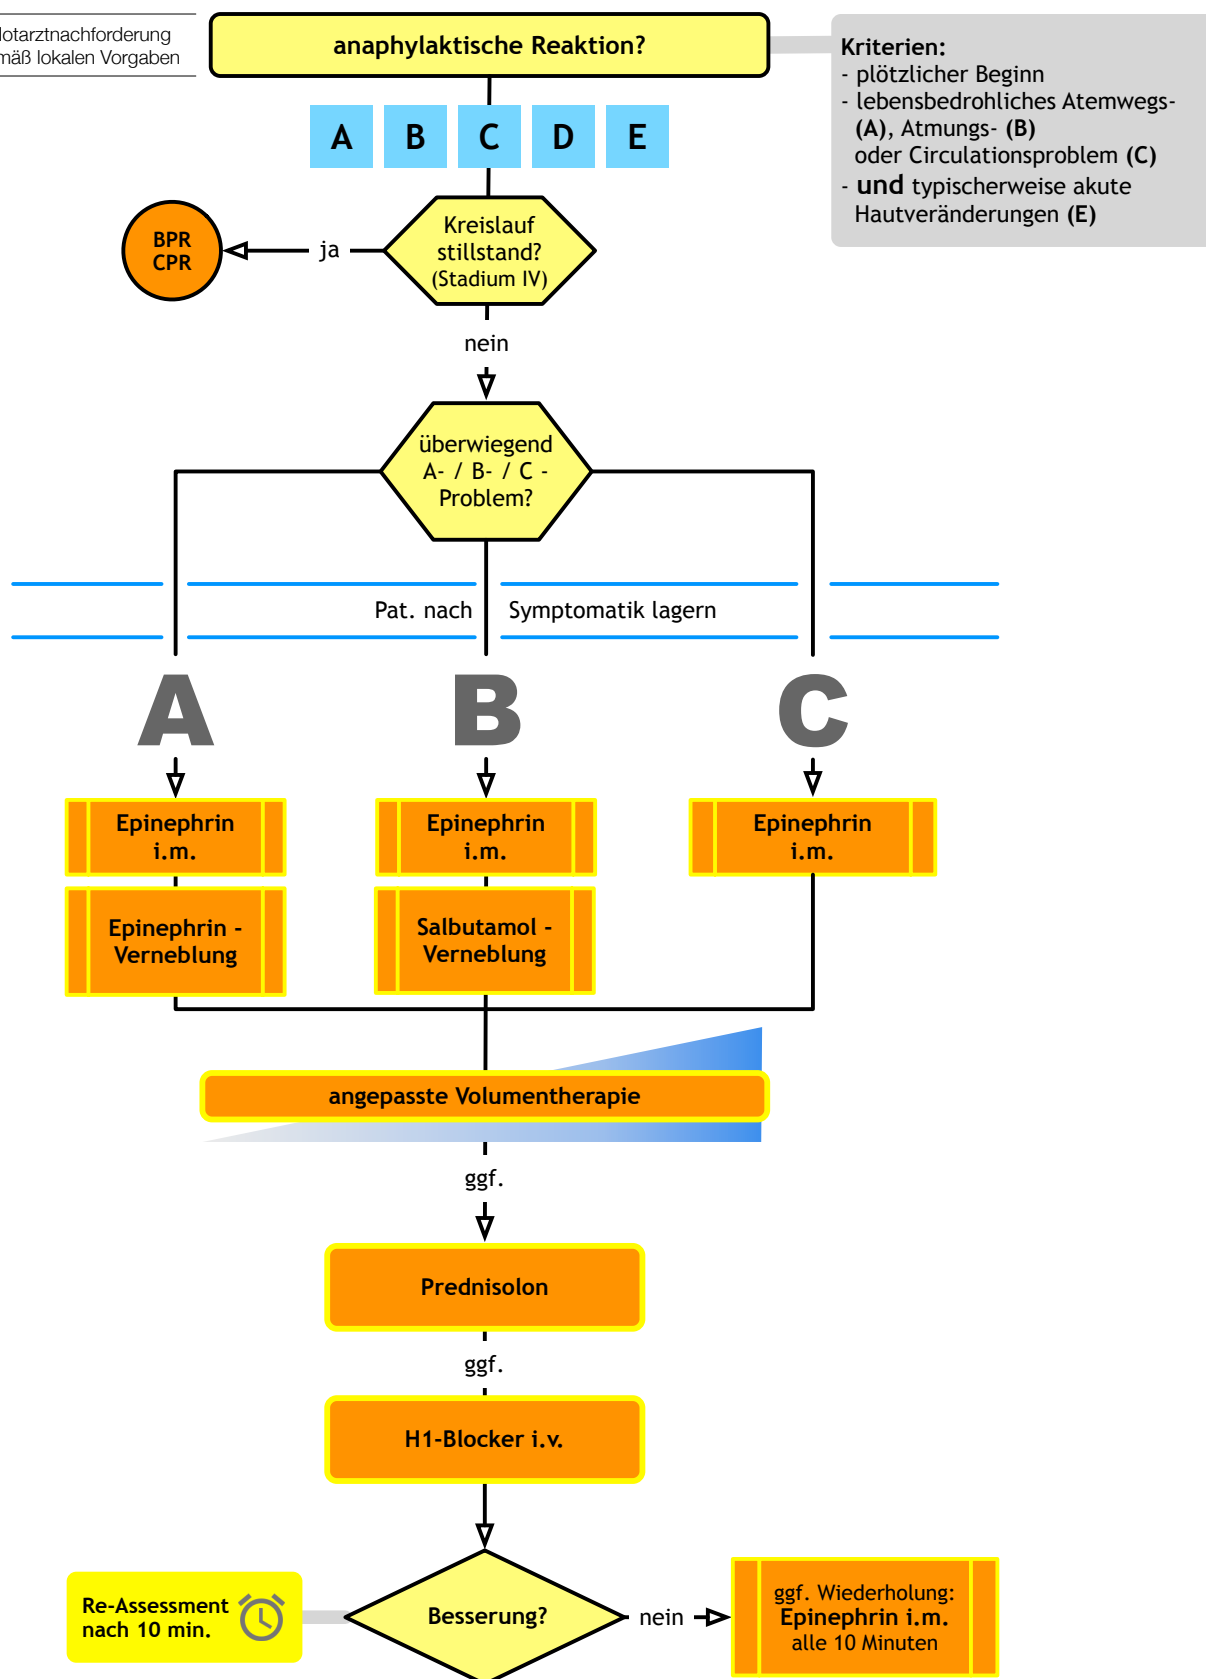 lotarztnachforderung
mäß lokalen Vorgaben
anaphylaktische Reaktion?
Kriterien:
- plötzlicher Beginn
- lebensbedrohliches Atemwegs-
(A), Atmungs- (B)
oder Circulationsproblem (C)
- und typischerweise akute
Hautveränderungen (E)
A B C D E
Kreislauf
stillstand?
(Stadium IV)
ja
BPR
CPR
nein
überwiegend
A- / B- / C -
Problem?
Pat. nach Symptomatik lagern
A B C
Epinephrin
i.m.
Epinephrin -
Verneblung
Epinephrin
i.m.
Salbutamol -
Verneblung
Epinephrin
i.m.
angepasste Volumentherapie
ggf.
Prednisolon
ggf.
H1-Blocker i.v.
Re-Assessment
nach 10 min.
Besserung?
nein
ggf. Wiederholung:
Epinephrin i.m.
alle 10 Minuten